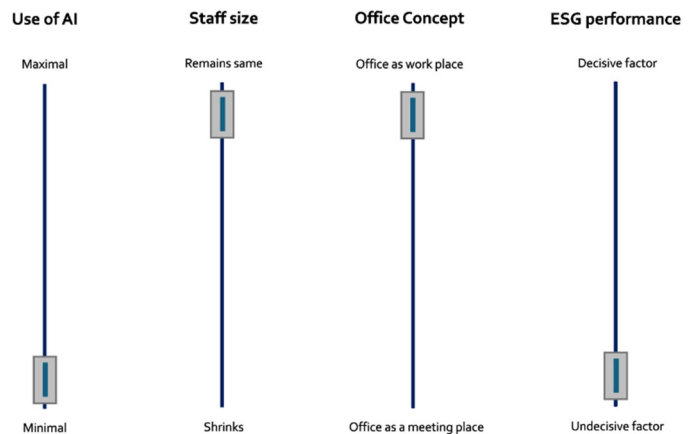 Use of AI
Staff size
Office Concept
ESG performance
Maximal
Remains same
Office as work place
Decisive factor
Minimal
Shrinks
Office as a meeting place
Undecisive factor